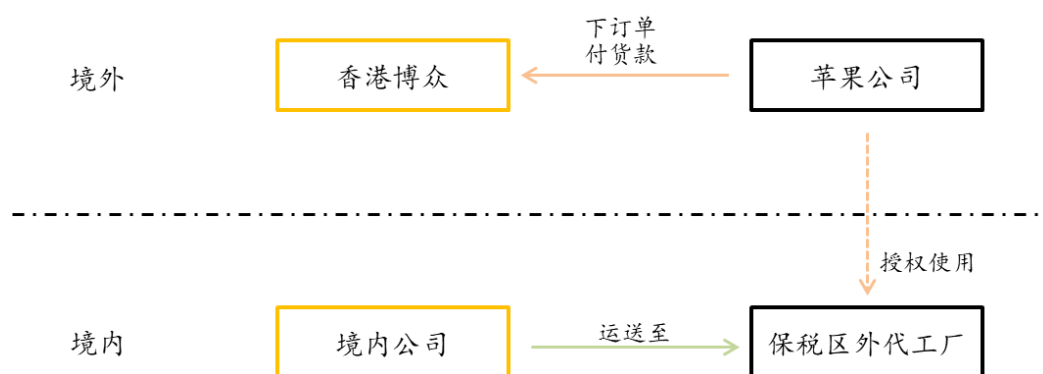 下订单
付货款
境外
香港博众
苹果公司
授权使用
境内
境内公司
运送至
保税区外代工厂